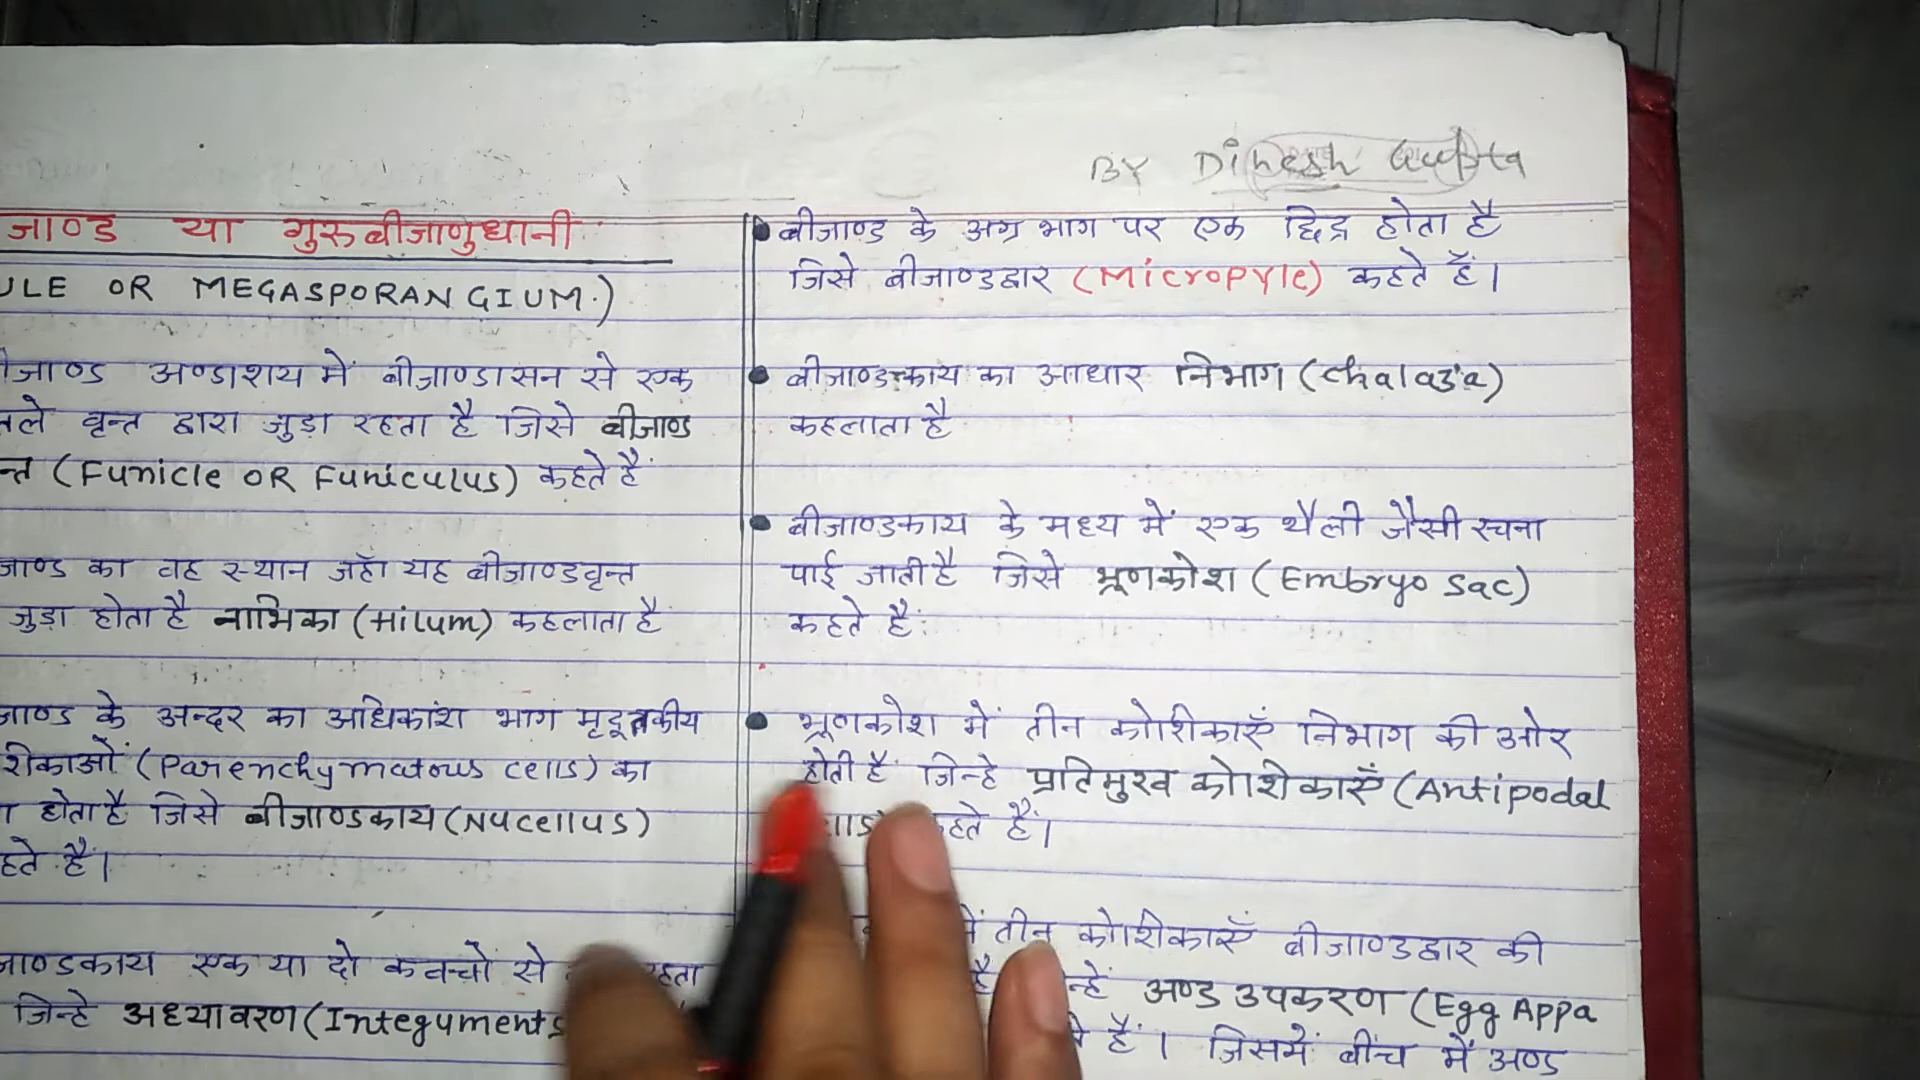 BY Dinesh Gupta
जाण्ड या गुरुबीजाणुधानी
ULE OR MEGASPORANGIUM.)
ीजाण्ड अण्डाशय में बीजाण्डासन से एक
तले वृन्त द्वारा जुड़ा रहता है जिसे बीजाण्ड
न्त (Funicle OR Funiculus) कहते हैं
जाण्ड का वह स्थान जहाँ यह बीजाण्डवृन्त
जुड़ा होता है नाभिका (Hilum) कहलाता है
जाण्ड के अन्दर का अधिकांश भाग मृदूतकीय
शिकाओं (Parenchymatous cells) का
होता है जिसे बीजाण्डकाय (Nucellus)
हते हैं।
जाण्डकाय एक या दो कवचों से रहता
जिन्हे अध्यावरण (Integuments
बीजाण्ड के अग्र भाग पर एक छिद्र होता है
जिसे बीजाण्डद्वार (Micropyle) कहते हैं।
बीजाण्डकाय का आधार निभाग (chalaza)
कहलाता है
बीजाण्डकाय के मध्य में एक थैली जैसी रचना
पाई जाती है जिसे भ्रूणकोश (Embryo sac)
कहते है
भ्रूणकोश में तीन कोशिकाएँ निभाग की ओर
होती है जिन्हे प्रतिमुख कोशिकाएँ (Antipodal
हते हैं।
में तीन कोशिकाएँ बीजाण्डद्वार की
है न्हें अण्ड उपकरण (Egg Appa
हैं। जिसमें बींच में अण्ड